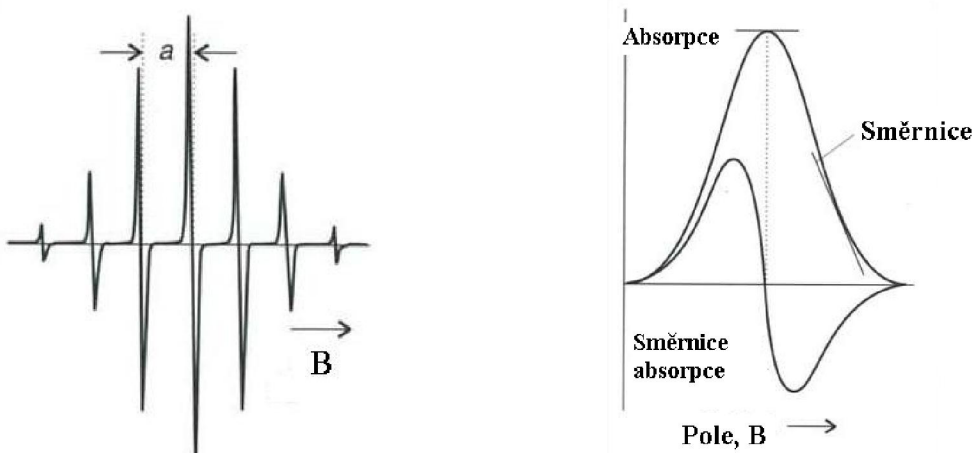 a
B
Absorpce
Směrnice
Směrnice
absorpce
Pole, B